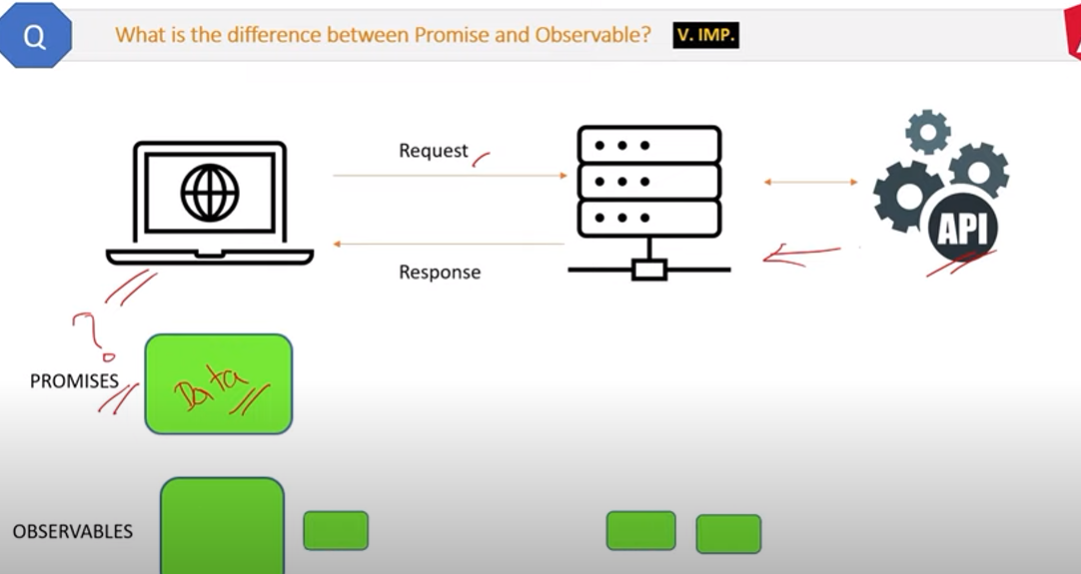 Q
What is the difference between Promise and Observable? V. IMP.
Request
API
Response
?
PROMISES
Data
OBSERVABLES